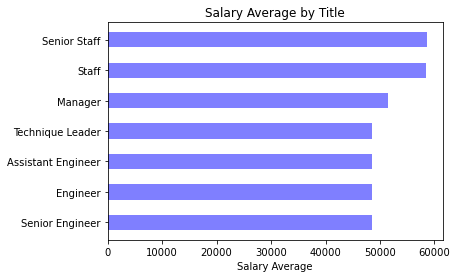 Salary Average by Title
Senior Staff
Staff
Manager
Technique Leader
Assistant Engineer
Engineer
Senior Engineer
0 10000 20000 30000 40000 50000 60000
Salary Average